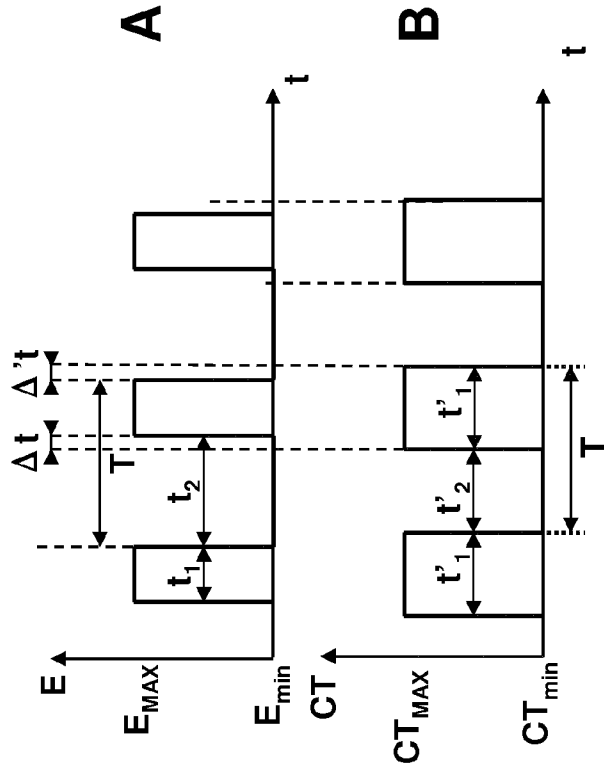 A
E
E_MAX
E_min
t
Δt
Δ't
T
t_1
t_2
B
CT
CT_MAX
CT_min
t
t'_1
t'_2
t'_1
T